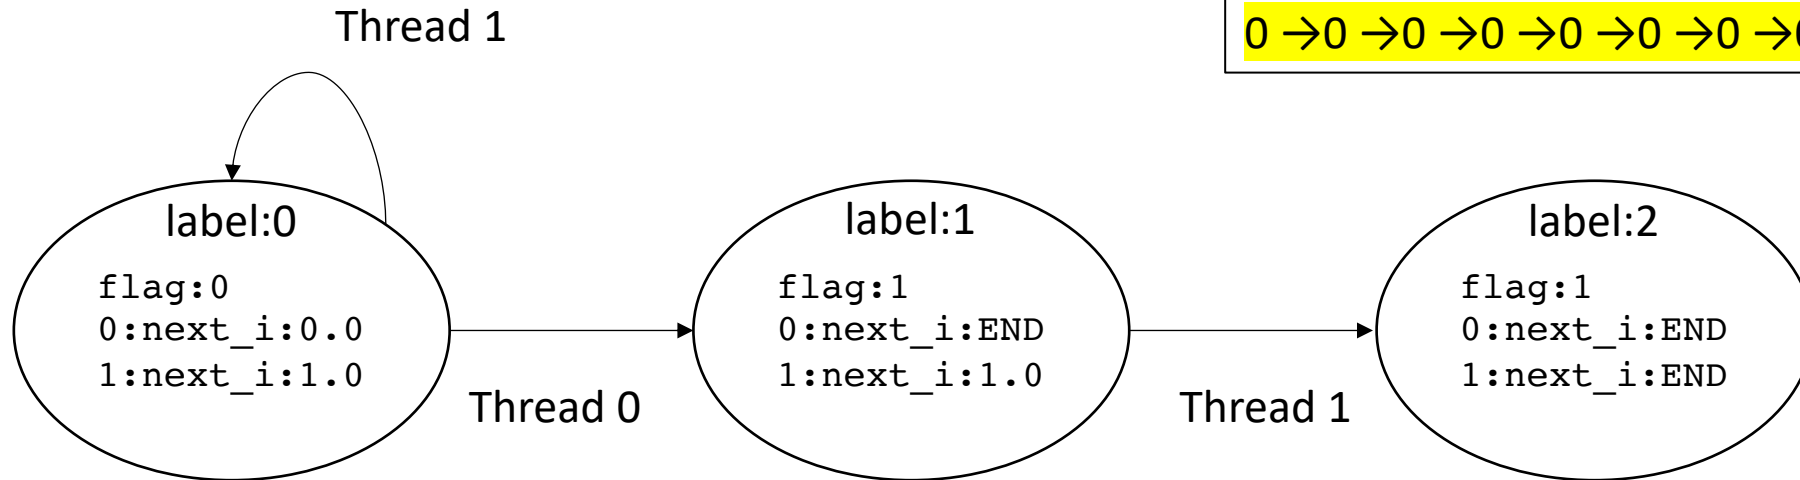 Thread 1
0 →0 →0 →0 →0 →0 →0 →
label:0
flag:0
0:next_i:0.0
1:next_i:1.0
Thread 0
label:1
flag:1
0:next_i:END
1:next_i:1.0
Thread 1
label:2
flag:1
0:next_i:END
1:next_i:END